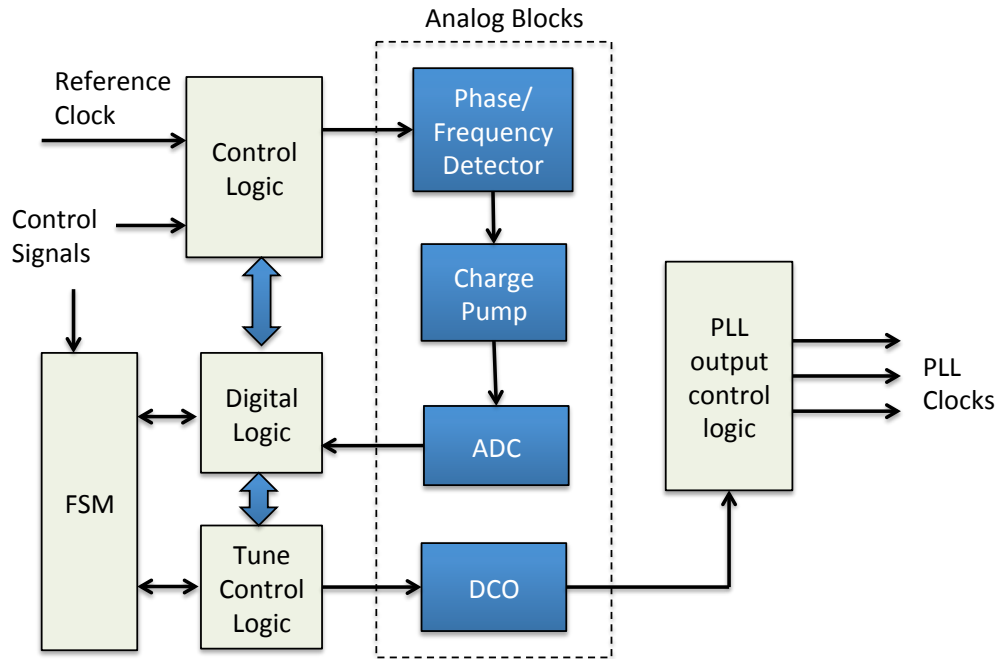 Analog Blocks
Reference
Clock
Control
Logic
Phase/
Frequency
Detector
Control
Signals
Charge
Pump
PLL
output
control
logic
PLL
Clocks
FSM
Digital
Logic
ADC
Tune
Control
Logic
DCO